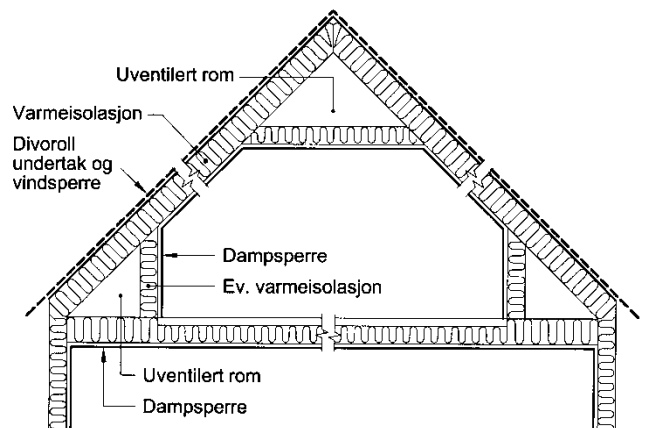 Uventilert rom
Varmeisolasjon
Divoroll
undertak og
vindsperre
Dampsperre
Ev. varmeisolasjon
Uventilert rom
Dampsperre